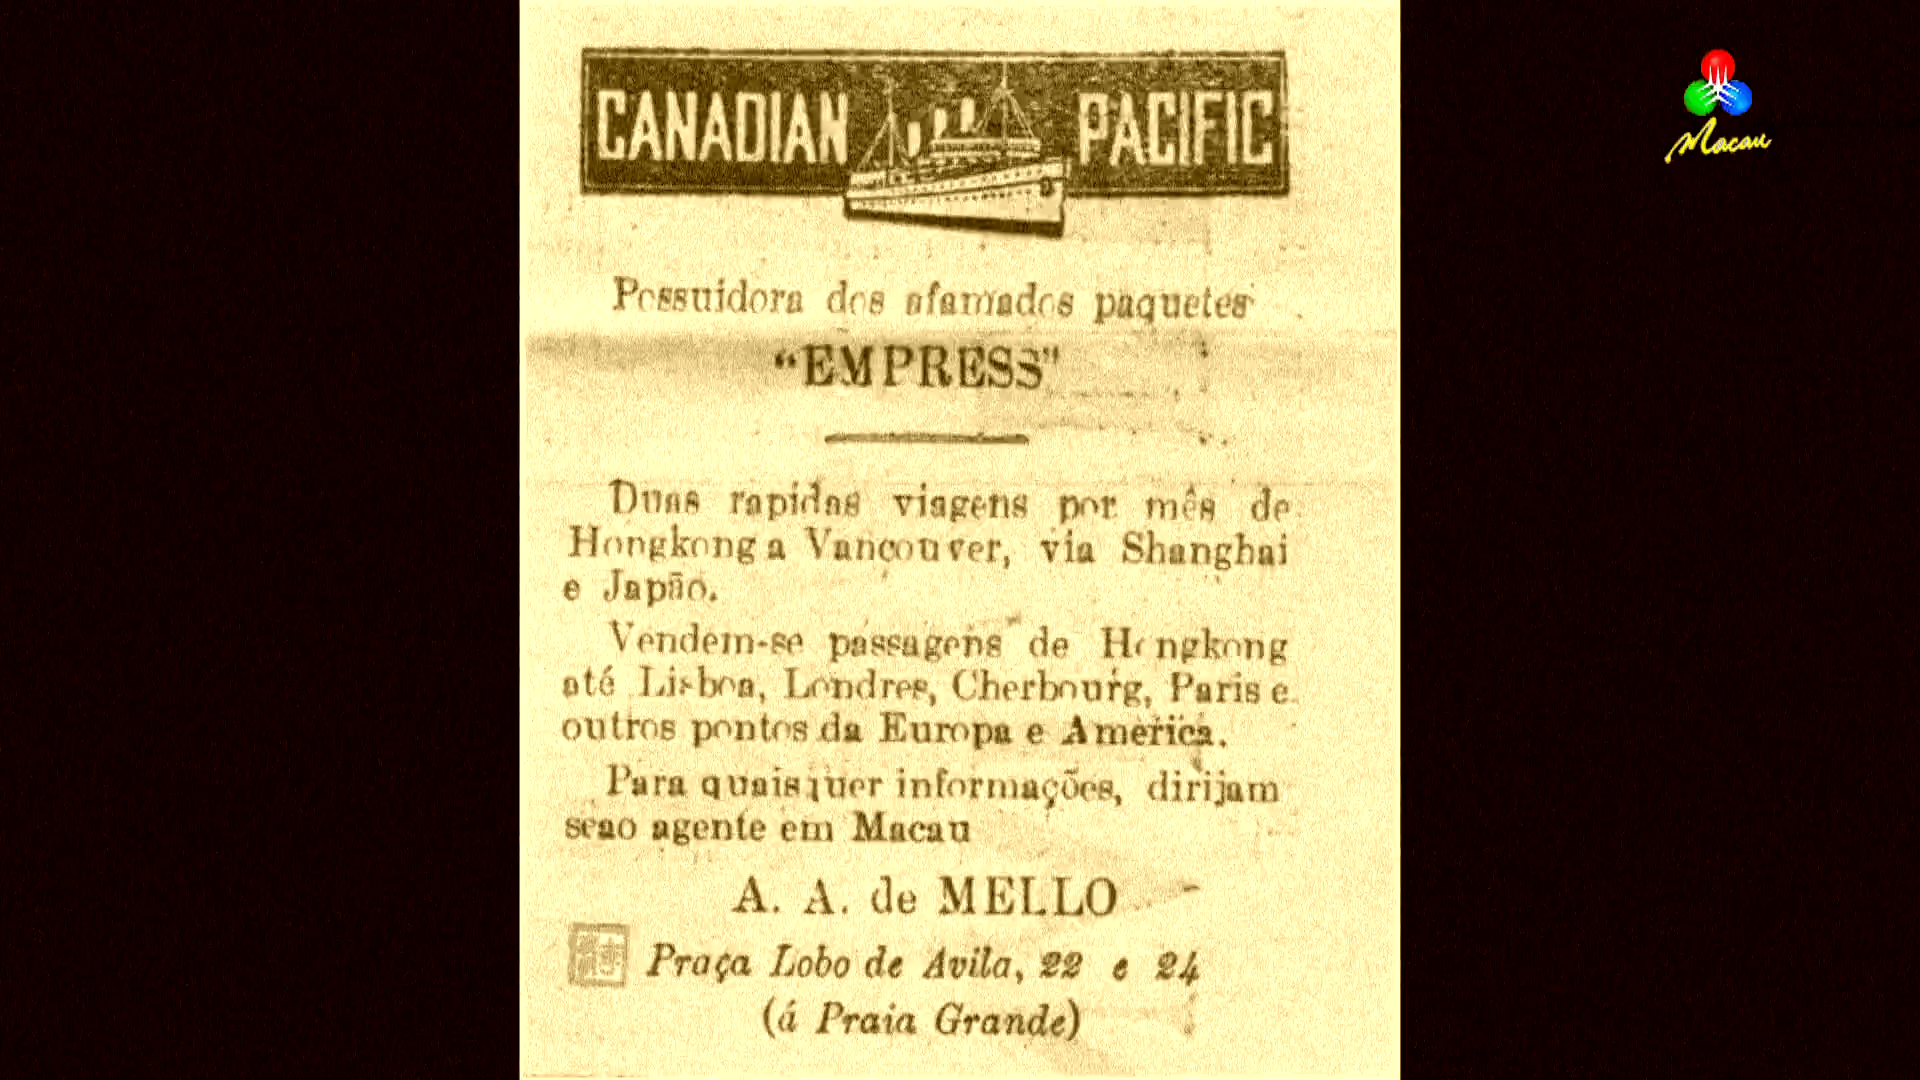 CANADIAN PACIFIC
Macau
Possuidora dos afamados paquetes
"EMPRESS"
Duas rapidas viagens por mês de
Hongkong a Vancouver, via Shanghai
e Japão.
Vendem-se passagens de Hongkong
até Lisboa, Londres, Cherbourg, Paris e
outros pontos da Europa e America.
Para quaisquer informações, dirijam
se ao agente em Macau
A. A. de MELLO
Praça Lobo de Avila, 22 e 24
(á Praia Grande)